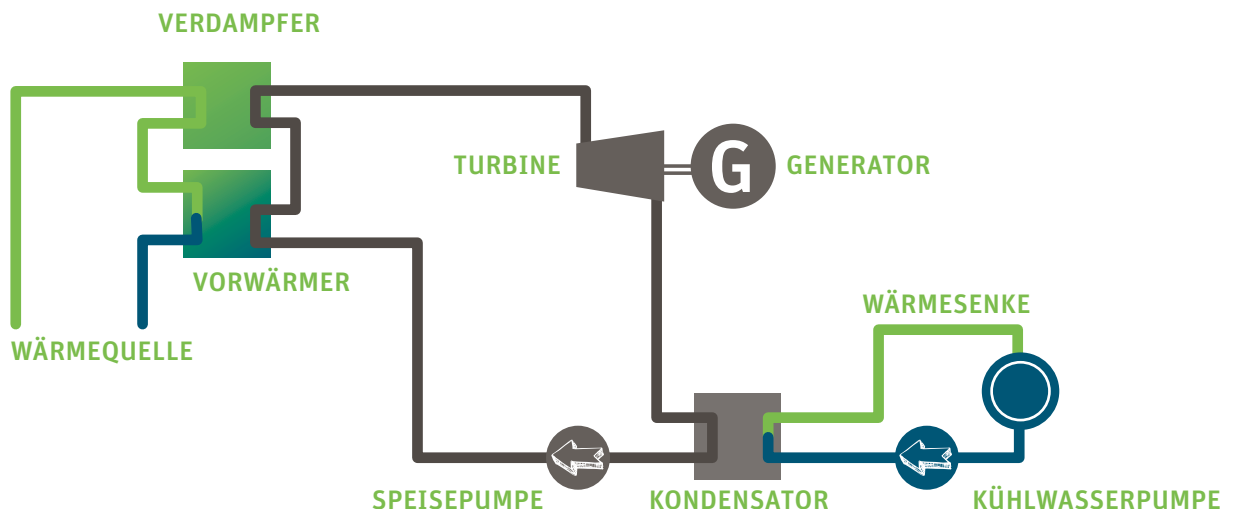 VERDAMPFER
TURBINE
G
GENERATOR
VORWÄRMER
WÄRMESENKE
WÄRMEQUELLE
SPEISEPUMPE
KONDENSATOR
KÜHLWASSERPUMPE